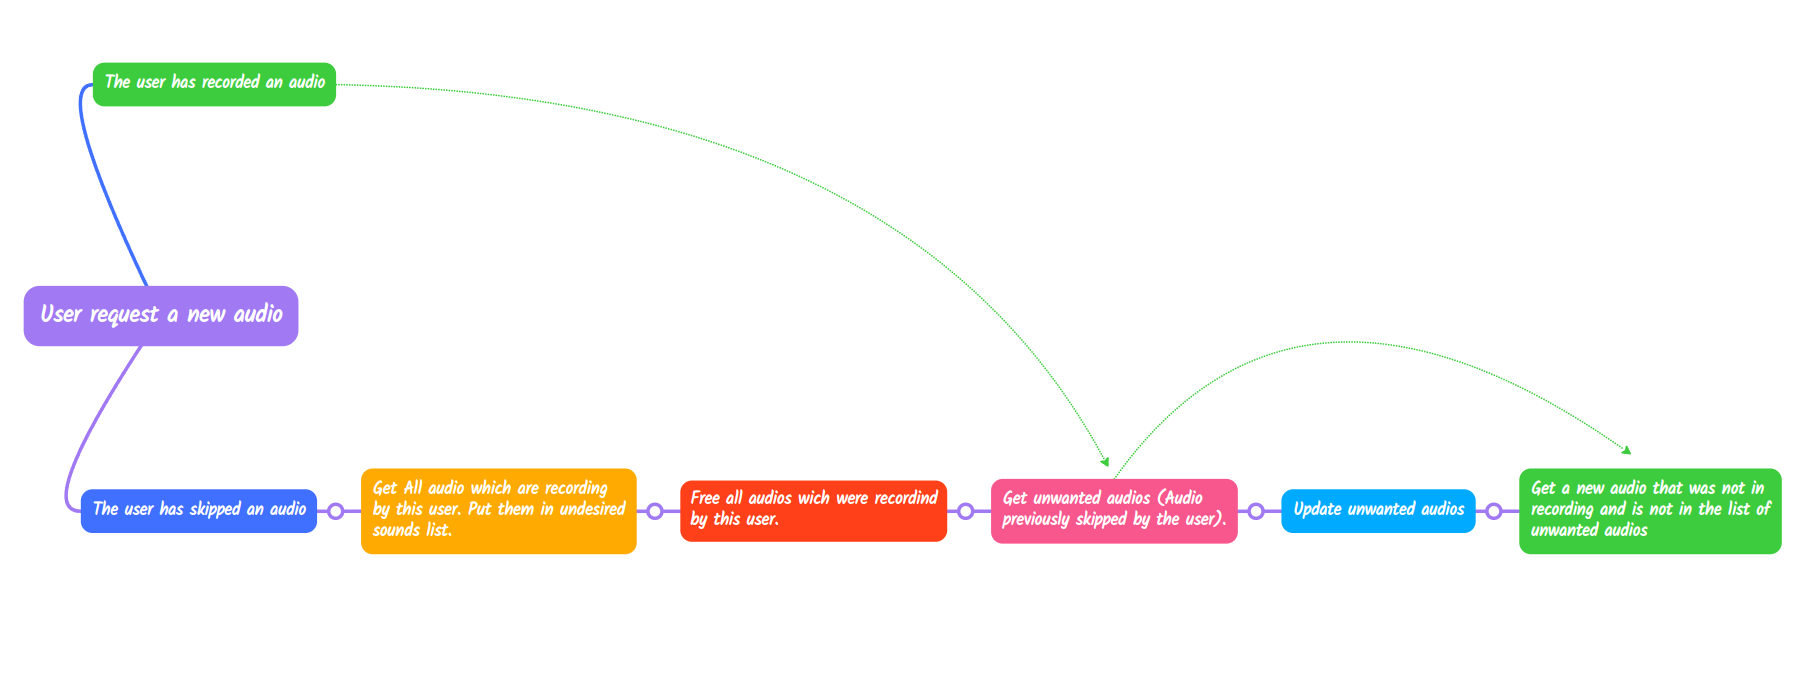 The user has recorded an audio
User request a new audio
The user has skipped an audio
Get All audio which are recording
by this user. Put them in undesired
sounds list.
Free all audios wich were recordind
by this user.
Get unwanted audios (Audio
previously skipped by the user).
Update unwanted audios
Get a new audio that was not in
recording and is not in the list of
unwanted audios